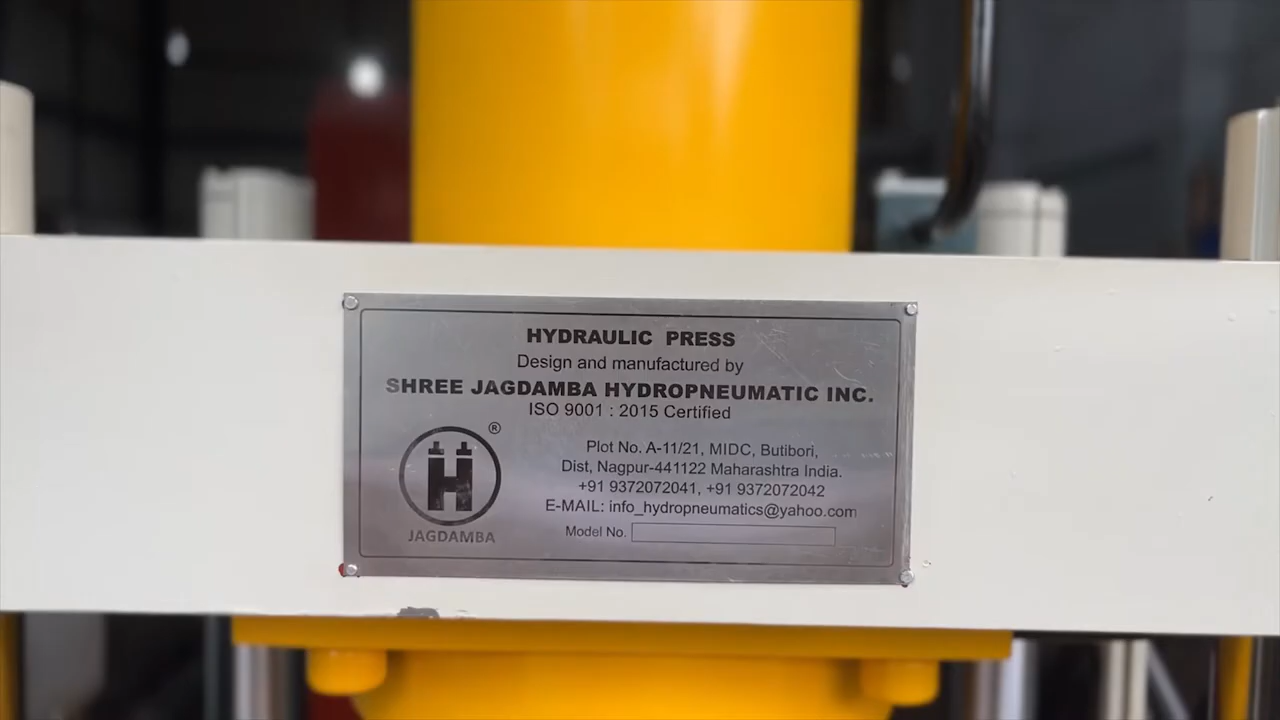 HYDRAULIC PRESS
Design and manufactured by
SHREE JAGDAMBA HYDROPNEUMATIC INC.
ISO 9001 : 2015 Certified
®
H
JAGDAMBA
Plot No. A-11/21, MIDC, Butibori,
Dist, Nagpur-441122 Maharashtra India.
+91 9372072041, +91 9372072042
E-MAIL: info_hydropneumatics@yahoo.com
Model No.